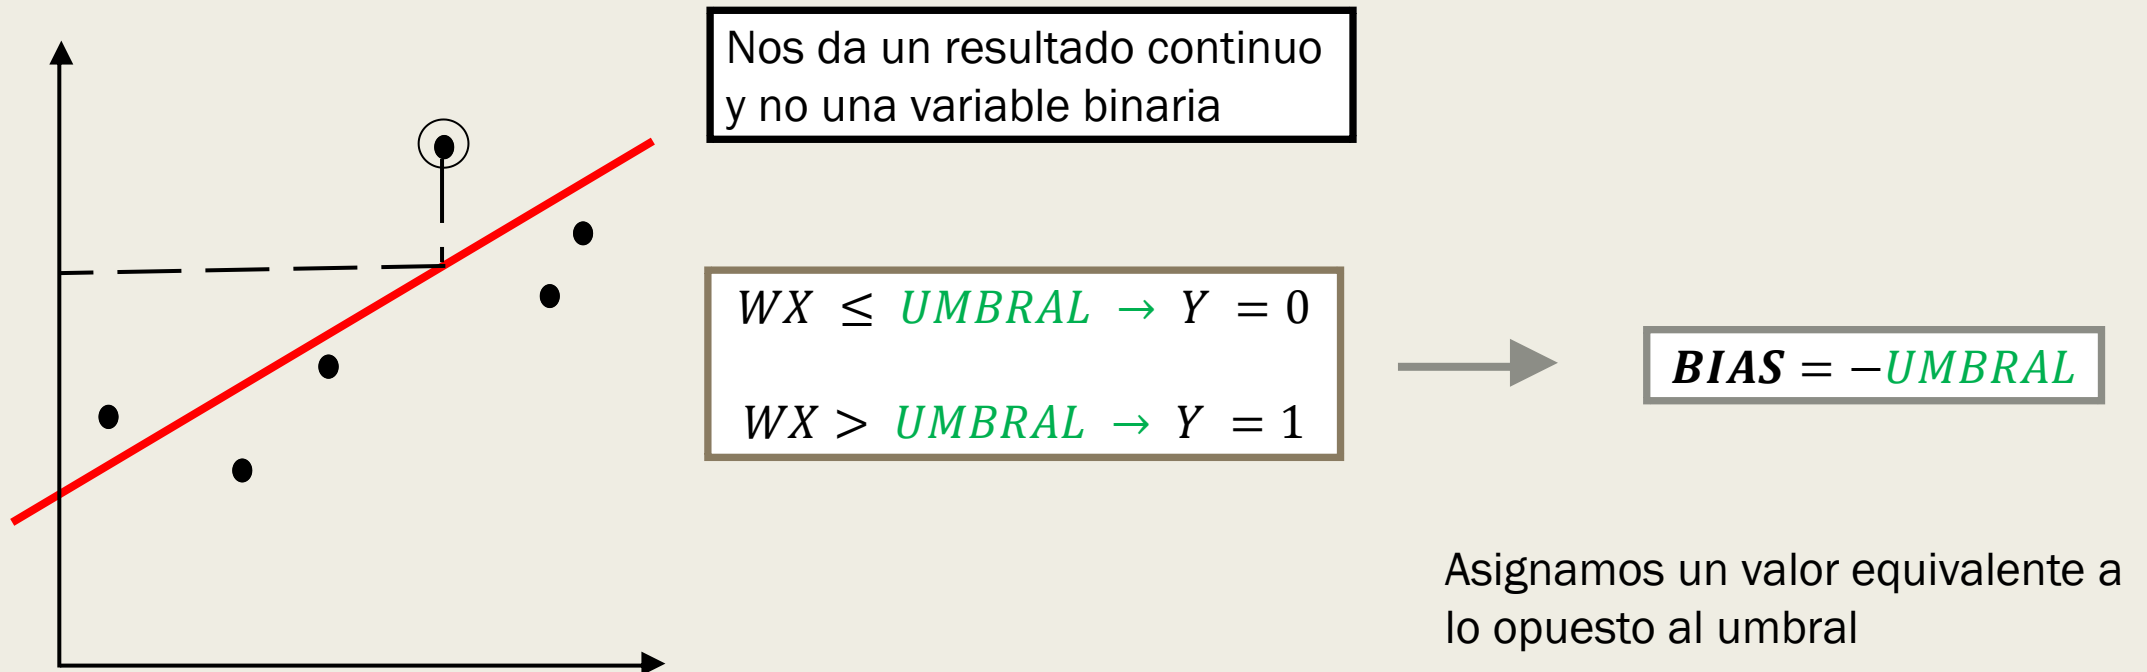 Nos da un resultado continuo
y no una variable binaria
WX ≤ UMBRAL → Y = 0
WX > UMBRAL → Y = 1
BIAS = −UMBRAL
Asignamos un valor equivalente a
lo opuesto al umbral